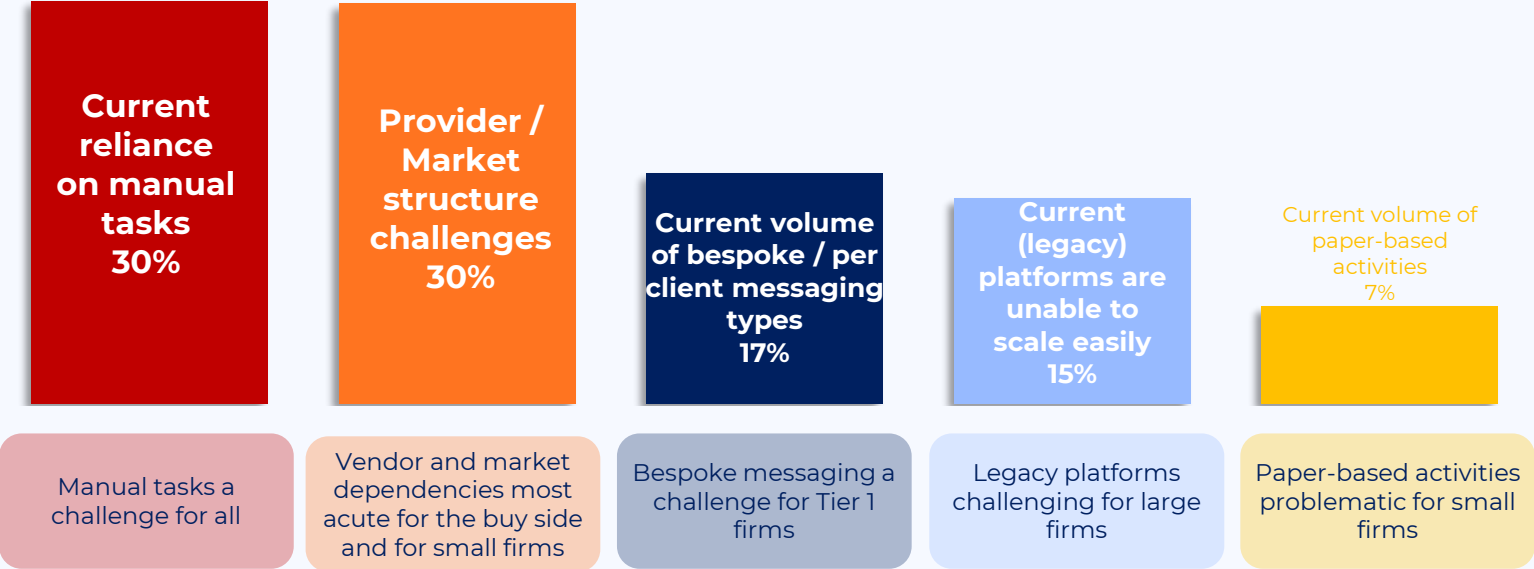 Current
reliance
on manual
tasks
30%
Provider /
Market
structure
challenges
30%
Current volume
of bespoke / per
client messaging
types
17%
Current
(legacy)
platforms are
unable to
scale easily
15%
Current volume of
paper-based
activities
7%
Manual tasks a
challenge for all
Vendor and market
dependencies most
acute for the buy side
and for small firms
Bespoke messaging a
challenge for Tier 1
firms
Legacy platforms
challenging for large
firms
Paper-based activities
problematic for small
firms